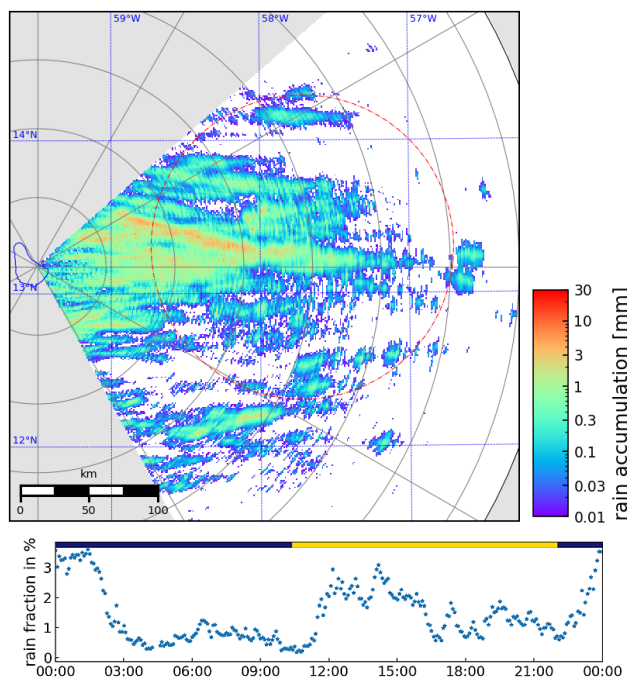 59°W 58°W 57°W
14°N
13°N
12°N
km
0 50 100
30
10
3
1
0.3
0.1
0.03
0.01
rain accumulation [mm]
rain fraction in %
3
2
1
0
00:00 03:00 06:00 09:00 12:00 15:00 18:00 21:00 00:00